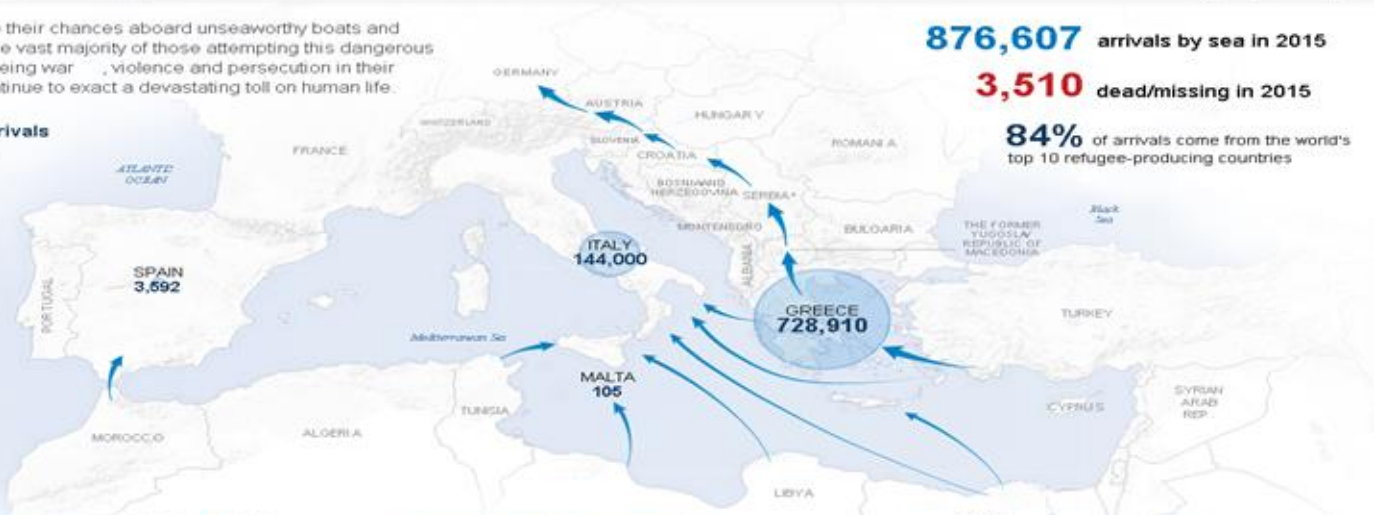 their chances aboard unseaworthy boats and
e vast majority of those attempting this dangerous
eing war , violence and persecution in their
tinue to exact a devastating toll on human life.
rivals
876,607 arrivals by sea in 2015
3,510 dead/missing in 2015
84% of arrivals come from the world's
top 10 refugee-producing countries
GERMANY
AUSTRIA
SWITZERLAND
HUNGARY
SLOVENIA
FRANCE
CROATIA
ROMANIA
ATLANTIC
OCEAN
BOSNIA AND
HERZEGOVINA
SERBIA*
MONTENEGRO
BULGARIA
THE FORMER
YUGOSLAV
REPUBLIC OF
MACEDONIA
Black
Sea
ITALY
144,000
ALBANIA
SPAIN
3,592
PORTUGAL
GREECE
728,910
TURKEY
Mediterranean Sea
MALTA
105
CYPRUS
SYRIAN
ARAB
REP.
TUNISIA
MOROCCO
ALGERIA
LIBYA